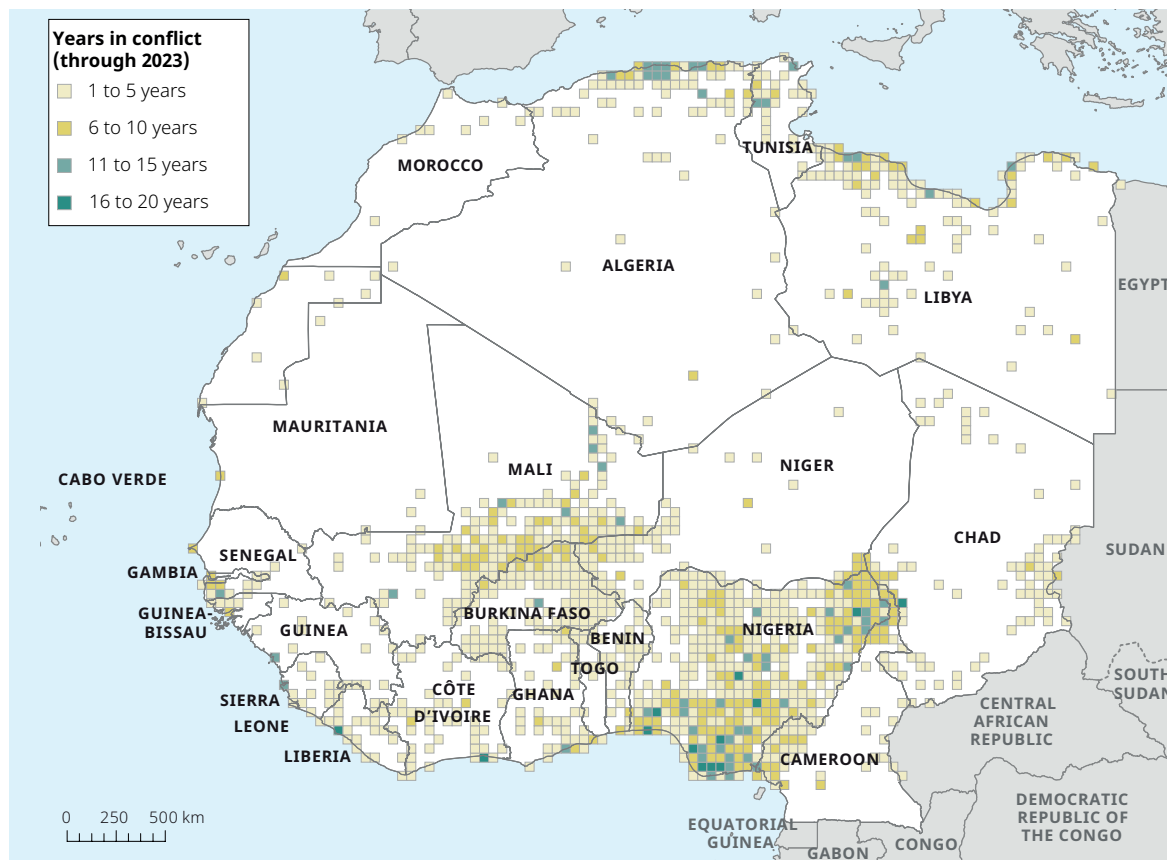 Years in conflict
(through 2023)
1 to 5 years
6 to 10 years
11 to 15 years
16 to 20 years
MOROCCO
TUNISIA
ALGERIA
LIBYA
EGYPT
MAURITANIA
CABO VERDE
MALI
NIGER
CHAD
SUDAN
SENEGAL
GAMBIA
GUINEA-
BISSAU
GUINEA
BURKINA FASO
BENIN
NIGERIA
TOGO
GHANA
CÔTE
D’IVOIRE
SIERRA
LEONE
LIBERIA
SOUTH
SUDAN
CENTRAL
AFRICAN
REPUBLIC
CAMEROON
EQUATORIAL
GUINEA
GABON
CONGO
DEMOCRATIC
REPUBLIC OF
THE CONGO
0 250 500 km